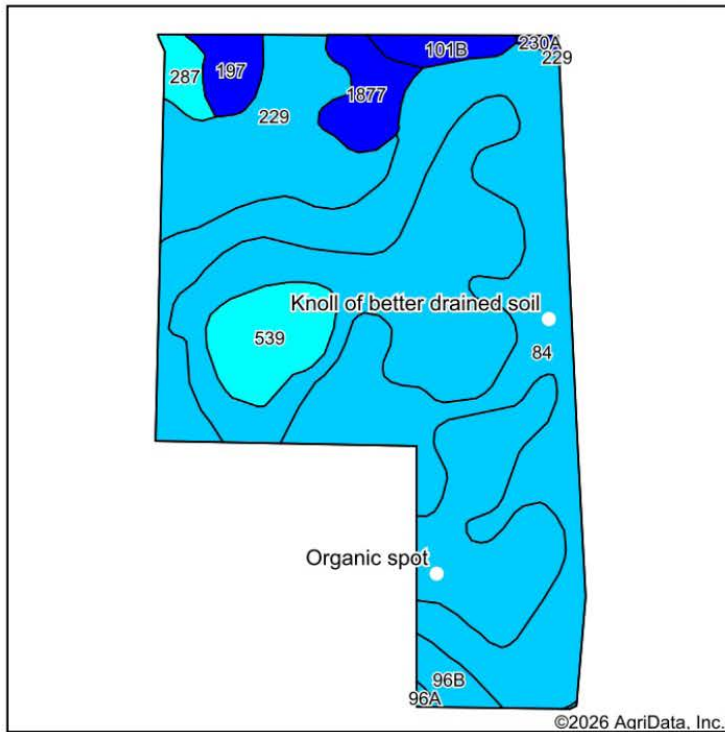 230A
101B
229
287
197
1877
229
Knoll of better drained soil
539
84
Organic spot
96B
96A
©2026 AgriData, Inc.